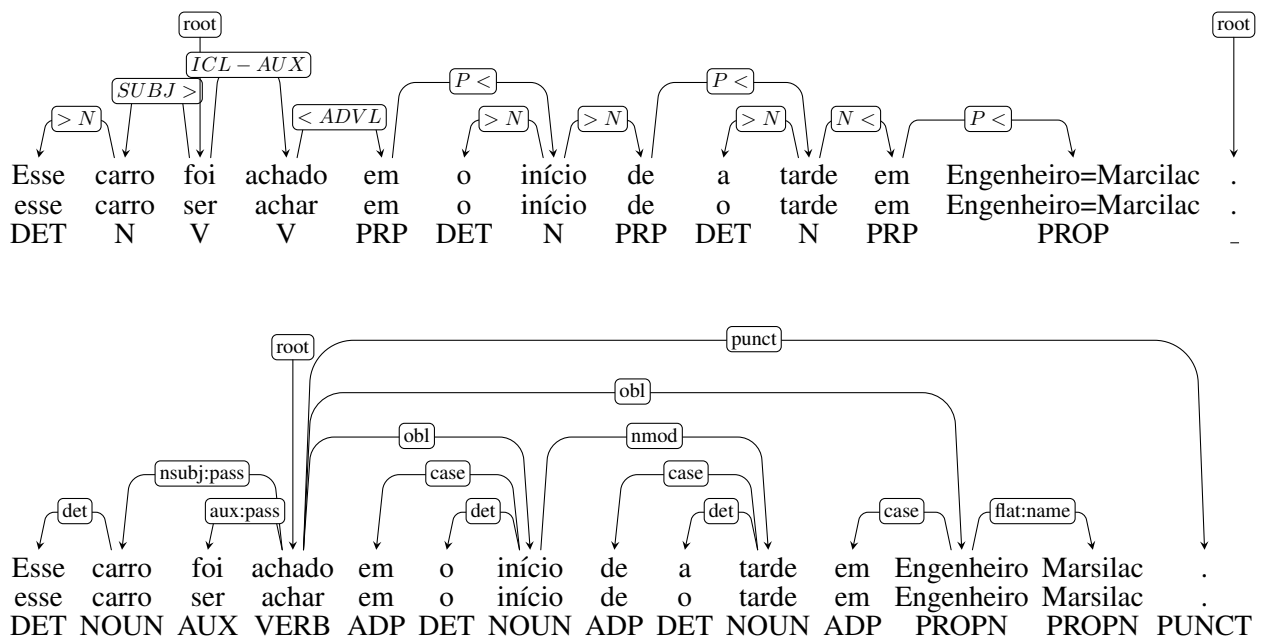 root root
ICL − AUX
SUBJ > P < P <
> N < ADVL > N > N > N N < P <
Esse carro foi achado em o início de a tarde em Engenheiro=Marcilac .
esse carro ser achar em o início de o tarde em Engenheiro=Marcilac .
DET N V V PRP DET N PRP DET N PRP PROP _
punct
root
obl
obl nmod
nsubj:pass case case
det aux:pass det det case flat:name
Esse carro foi achado em o início de a tarde em Engenheiro Marsilac .
esse carro ser achar em o início de o tarde em Engenheiro Marsilac .
DET NOUN AUX VERB ADP DET NOUN ADP DET NOUN ADP PROPN PROPN PUNCT